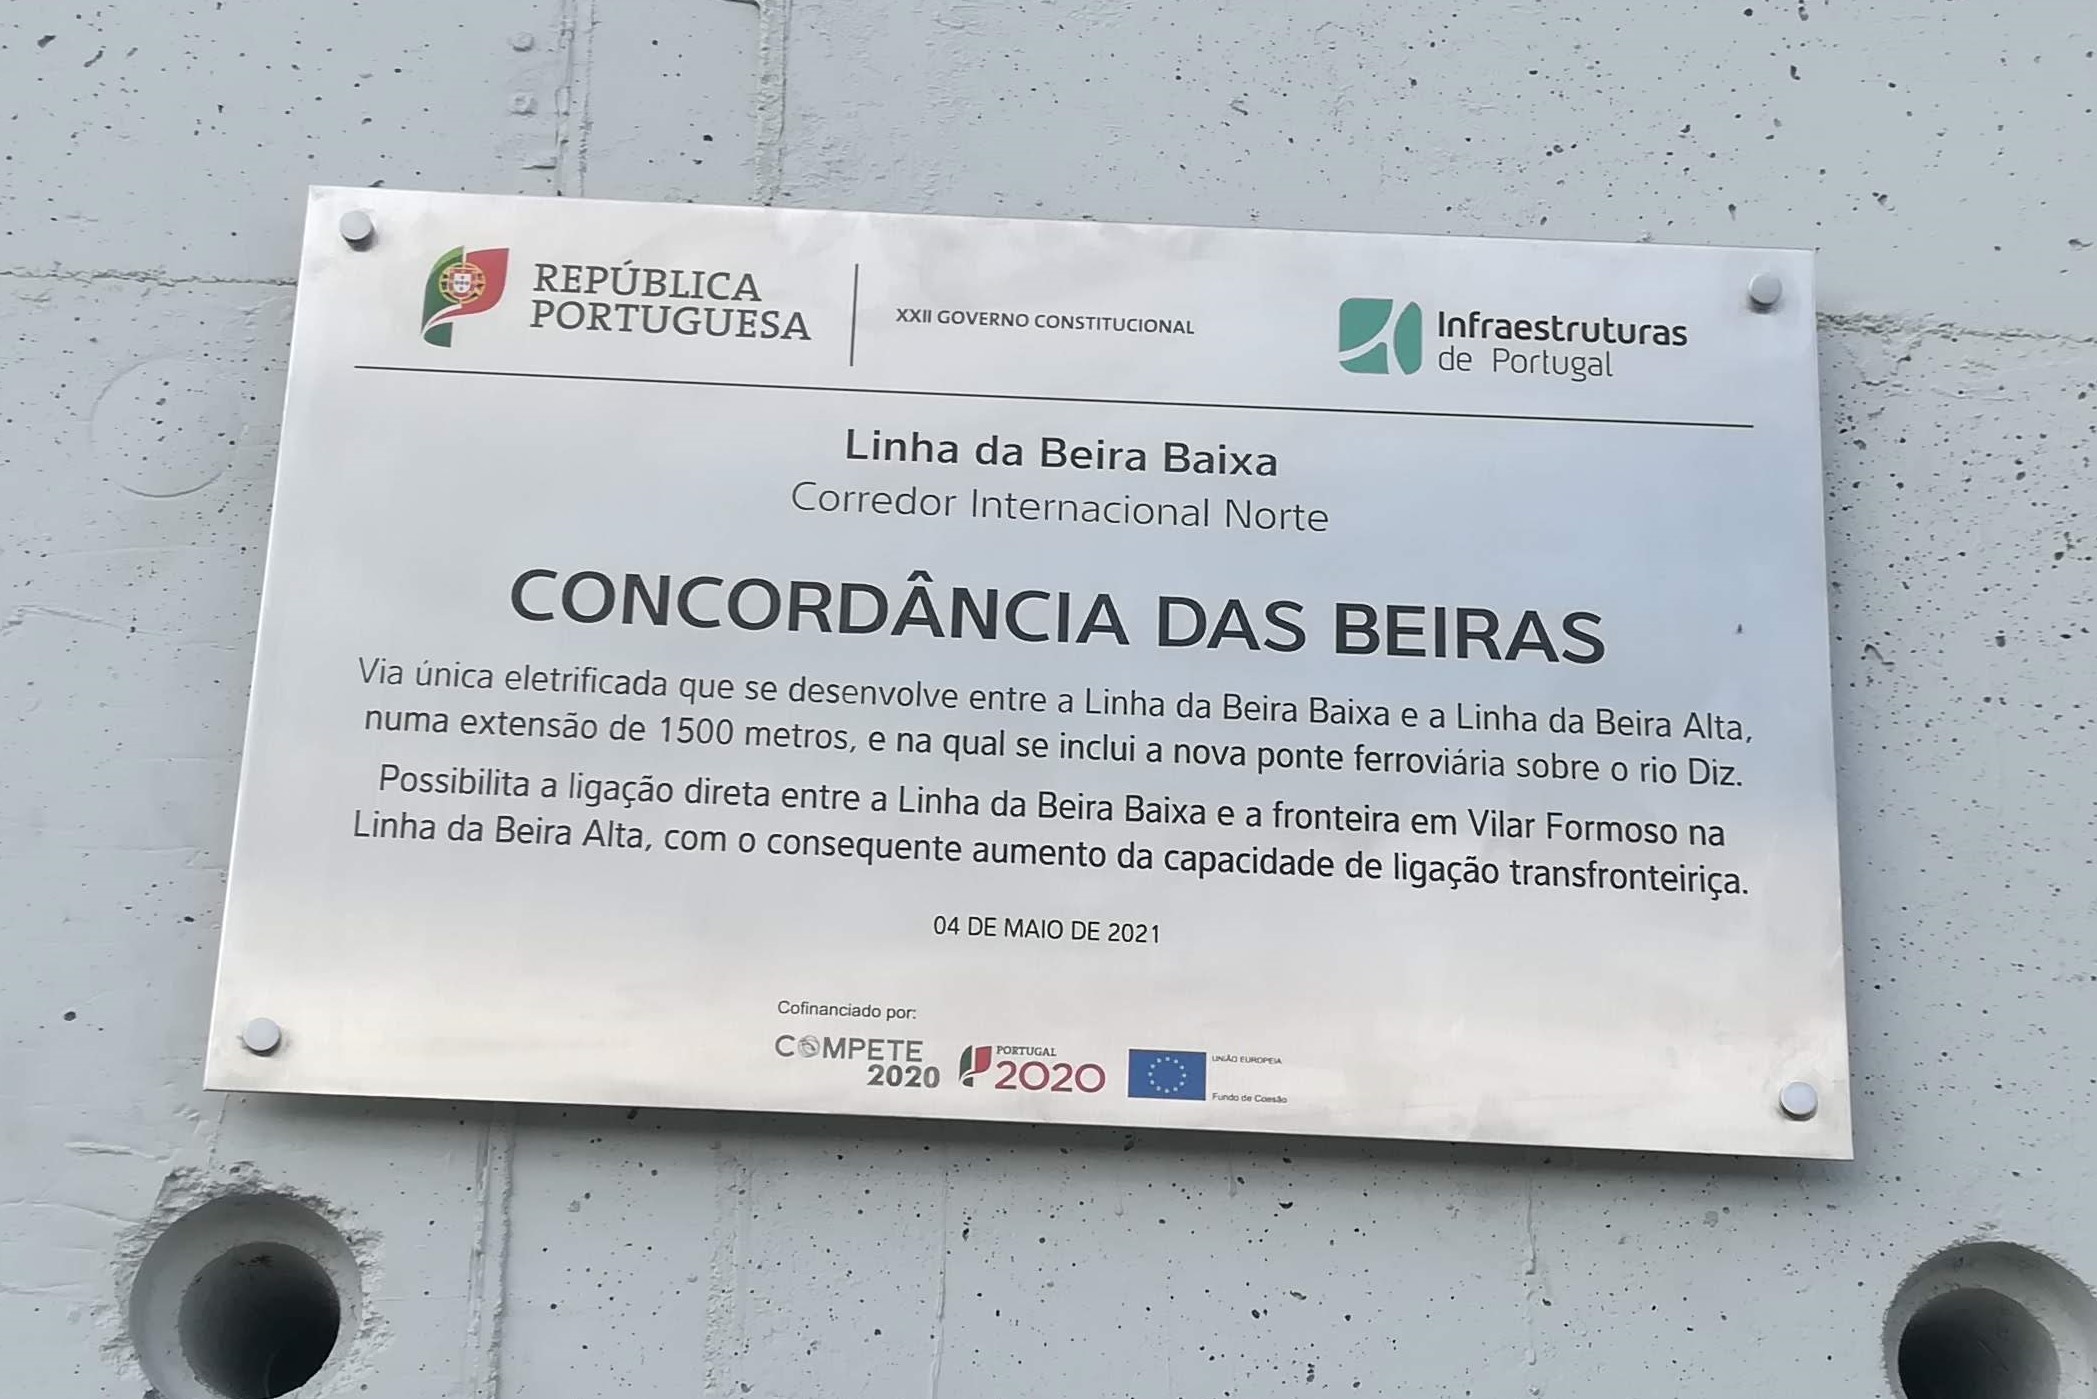 REPÚBLICA
PORTUGUESA
XXII GOVERNO CONSTITUCIONAL
Infraestruturas
de Portugal
Linha da Beira Baixa
Corredor Internacional Norte
CONCORDÂNCIA DAS BEIRAS
Via única eletrificada que se desenvolve entre a Linha da Beira Baixa e a Linha da Beira Alta,
numa extensão de 1500 metros, e na qual se inclui a nova ponte ferroviária sobre o rio Diz.
Possibilita a ligação direta entre a Linha da Beira Baixa e a fronteira em Vilar Formoso na
Linha da Beira Alta, com o consequente aumento da capacidade de ligação transfronteiriça.
04 DE MAIO DE 2021
Cofinanciado por:
COMPETE
2020
PORTUGAL
2020
UNIÃO EUROPEIA
Fundo de Coesão